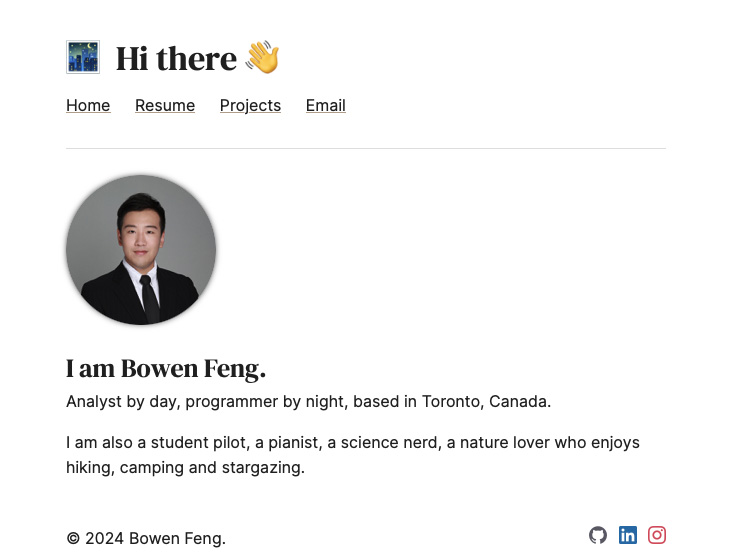 Hi there 👋
Home Resume Projects Email
I am Bowen Feng.
Analyst by day, programmer by night, based in Toronto, Canada.
I am also a student pilot, a pianist, a science nerd, a nature lover who enjoys
hiking, camping and stargazing.
© 2024 Bowen Feng.